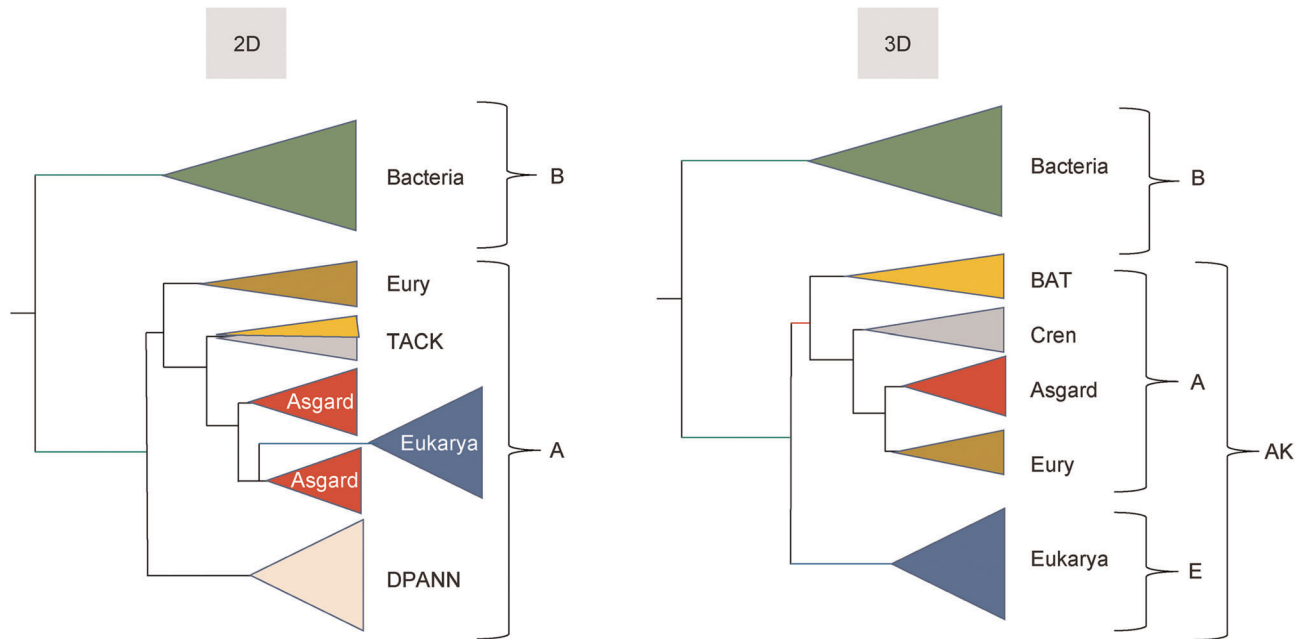 2D
Bacteria
B
Eury
TACK
Asgard
Eukarya
Asgard
A
DPANN
3D
Bacteria
B
BAT
Cren
Asgard
A
Eury
AK
Eukarya
E